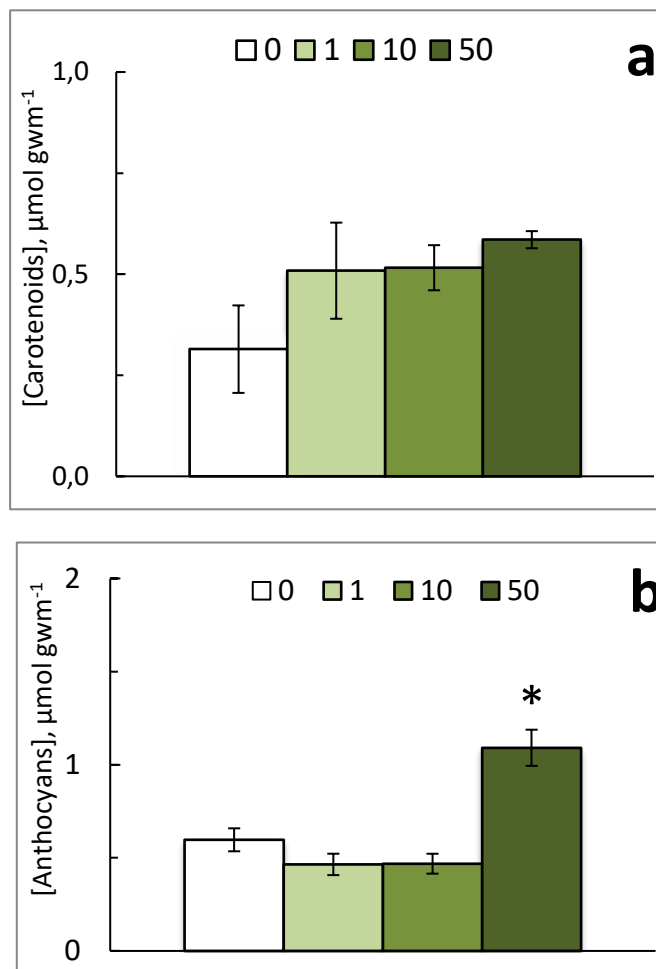 0 1 10 50
a
1,0
0,5
0,0
[Carotenoids], µmol gwm⁻¹
0 1 10 50
b
2
1
0
*
[Anthocyans], µmol gwm⁻¹